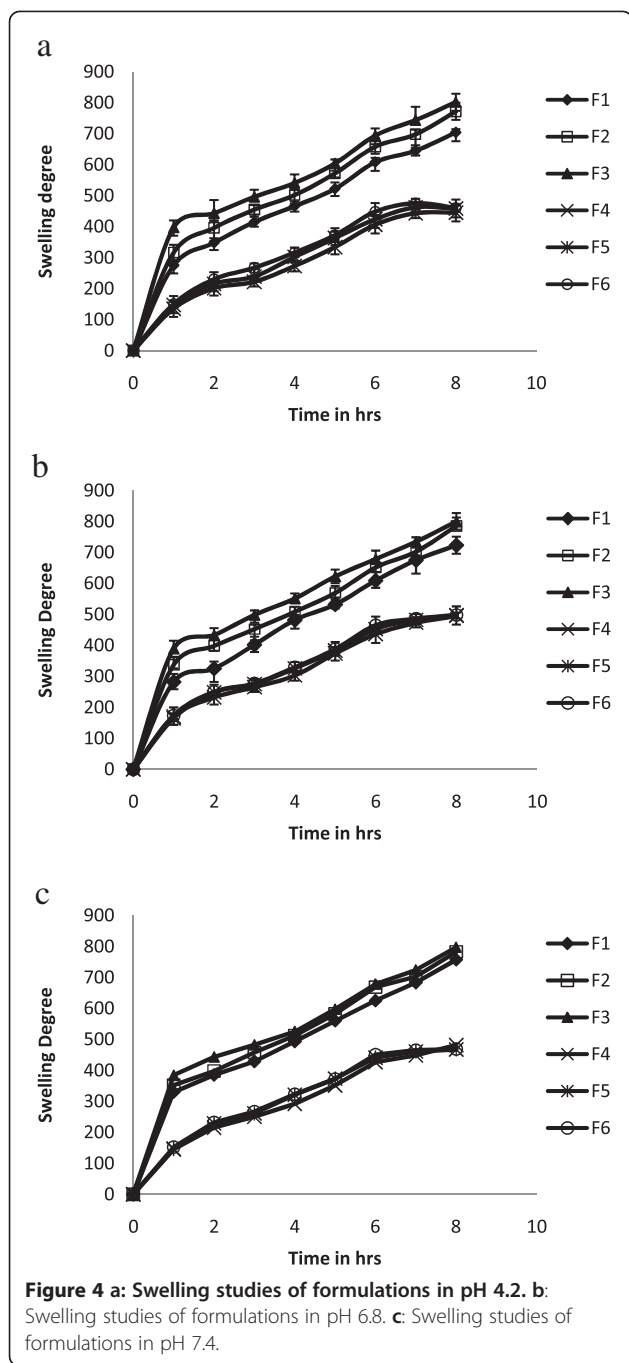 a
900
800
700
600
500
400
300
200
100
0
Swelling degree
0 2 4 6 8 10
Time in hrs
F1
F2
F3
F4
F5
F6
b
900
800
700
600
500
400
300
200
100
0
Swelling Degree
0 2 4 6 8 10
Time in hrs
F1
F2
F3
F4
F5
F6
c
900
800
700
600
500
400
300
200
100
0
Swelling Degree
0 2 4 6 8 10
Time in hrs
F1
F2
F3
F4
F5
F6
Figure 4 a: Swelling studies of formulations in pH 4.2. b:
Swelling studies of formulations in pH 6.8. c: Swelling studies of
formulations in pH 7.4.